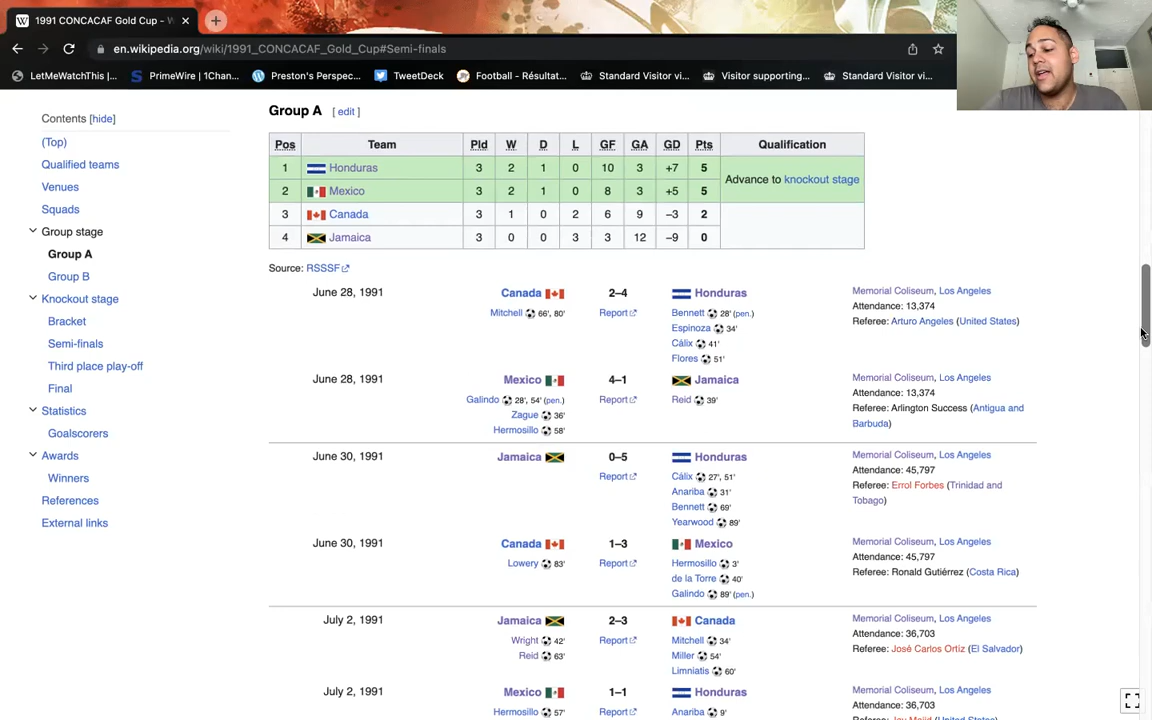 1991 CONCACAF Gold Cup - W
en.wikipedia.org/wiki/1991_CONCACAF_Gold_Cup#Semi-finals
LetMeWatchThis |... PrimeWire | 1Chan... Preston's Perspec... TweetDeck Football - Résultat... Standard Visitor vi... Visitor supporting... Standard Visitor vi...
Contents [hide]
(Top)
Qualified teams
Venues
Squads
Group stage
Group A
Group B
Knockout stage
Bracket
Semi-finals
Third place play-off
Final
Statistics
Goalscorers
Awards
Winners
References
External links
Group A [ edit ]
Pos Team Pld W D L GF GA GD Pts Qualification
1 Honduras 3 2 1 0 10 3 +7 5 Advance to knockout stage
2 Mexico 3 2 1 0 8 3 +5 5
3 Canada 3 1 0 2 6 9 −3 2
4 Jamaica 3 0 0 3 3 12 −9 0
Source: RSSSF
June 28, 1991 Canada 2–4 Honduras Memorial Coliseum, Los Angeles
Mitchell 66', 80' Report Bennett 28' (pen.) Attendance: 13,374
Espinoza 34' Referee: Arturo Angeles (United States)
Cálix 41'
Flores 51'
June 28, 1991 Mexico 4–1 Jamaica Memorial Coliseum, Los Angeles
Galindo 28', 54' (pen.) Report Reid 39' Attendance: 13,374
Zague 36' Referee: Arlington Success (Antigua and
Hermosillo 58' Barbuda)
June 30, 1991 Jamaica 0–5 Honduras Memorial Coliseum, Los Angeles
Report Cálix 27', 51' Attendance: 45,797
Anariba 31' Referee: Errol Forbes (Trinidad and
Bennett 69' Tobago)
Yearwood 89'
June 30, 1991 Canada 1–3 Mexico Memorial Coliseum, Los Angeles
Lowery 83' Report Hermosillo 3' Attendance: 45,797
de la Torre 40' Referee: Ronald Gutiérrez (Costa Rica)
Galindo 89' (pen.)
July 2, 1991 Jamaica 2–3 Canada Memorial Coliseum, Los Angeles
Wright 42' Report Mitchell 34' Attendance: 36,703
Reid 63' Miller 54' Referee: José Carlos Ortíz (El Salvador)
Limniatis 60'
July 2, 1991 Mexico 1–1 Honduras Memorial Coliseum, Los Angeles
Hermosillo 57' Report Anariba 9' Attendance: 36,703